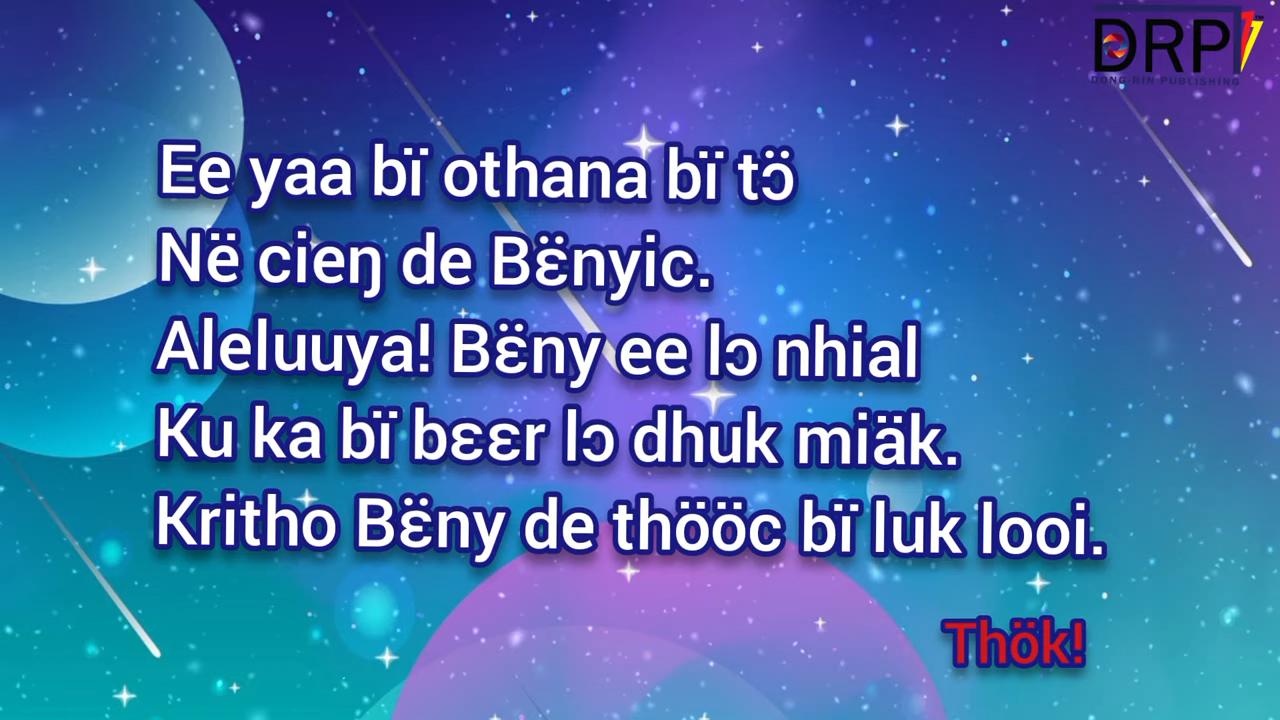 DRP
DONG-RIN PUBLISHING
Ee yaa bï othana bï tɔ̈
Në cieŋ de Bɛ̈nyic.
Aleluuya! Bɛ̈ny ee lɔ nhial
Ku ka bï bɛɛr lɔ dhuk miäk.
Kritho Bɛ̈ny de thööc bï luk looi.
Thök!